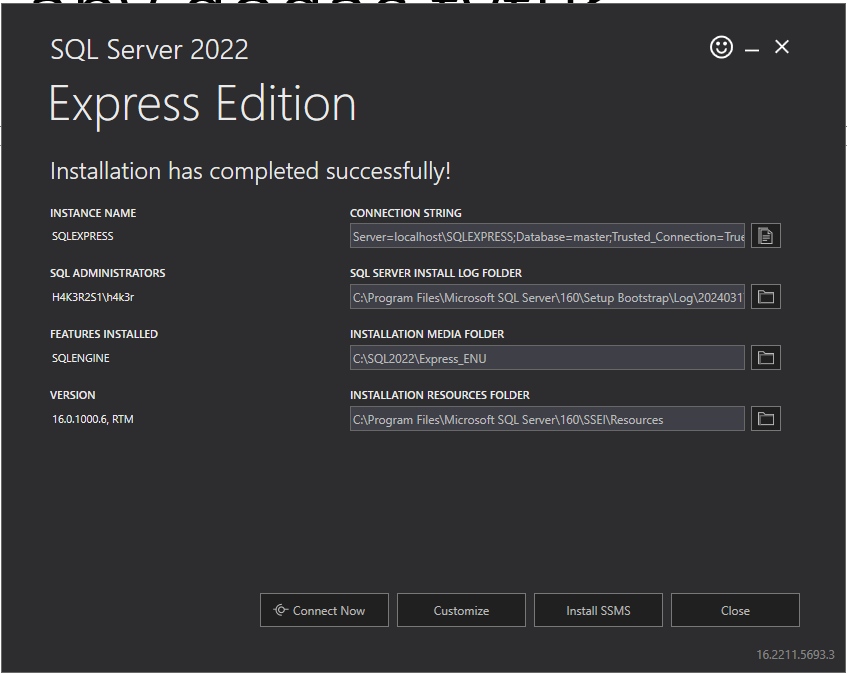 SQL Server 2022
Express Edition
Installation has completed successfully!
INSTANCE NAME
SQLEXPRESS
CONNECTION STRING
Server=localhost\SQLEXPRESS;Database=master;Trusted_Connection=True
SQL ADMINISTRATORS
H4K3R2S1\h4k3r
SQL SERVER INSTALL LOG FOLDER
C:\Program Files\Microsoft SQL Server\160\Setup Bootstrap\Log\2024031
FEATURES INSTALLED
SQLENGINE
INSTALLATION MEDIA FOLDER
C:\SQL2022\Express_ENU
VERSION
16.0.1000.6, RTM
INSTALLATION RESOURCES FOLDER
C:\Program Files\Microsoft SQL Server\160\SSEI\Resources
Connect Now
Customize
Install SSMS
Close
16.2211.5693.3